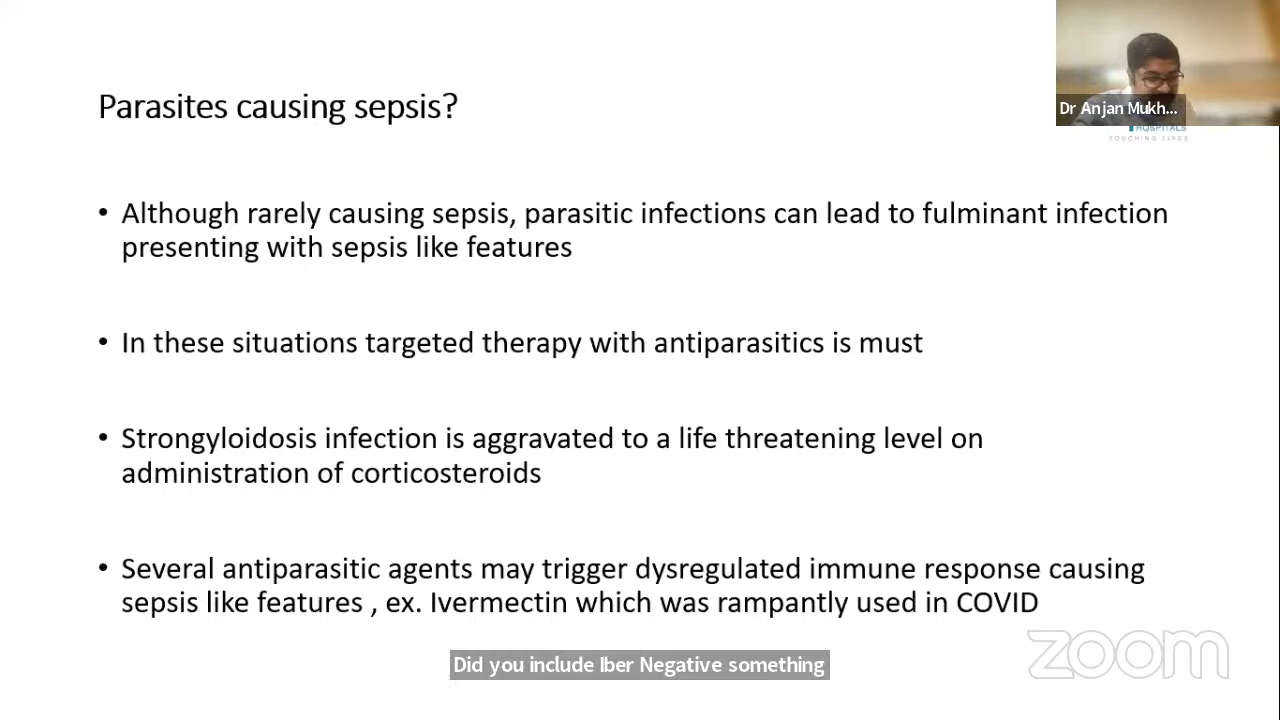 Parasites causing sepsis?
Dr Anjan Mukh...
HOSPITALS
TOUCHING LIVES
• Although rarely causing sepsis, parasitic infections can lead to fulminant infection
presenting with sepsis like features
• In these situations targeted therapy with antiparasitics is must
• Strongyloidosis infection is aggravated to a life threatening level on
administration of corticosteroids
• Several antiparasitic agents may trigger dysregulated immune response causing
sepsis like features , ex. Ivermectin which was rampantly used in COVID
zoom
Did you include Iber Negative something